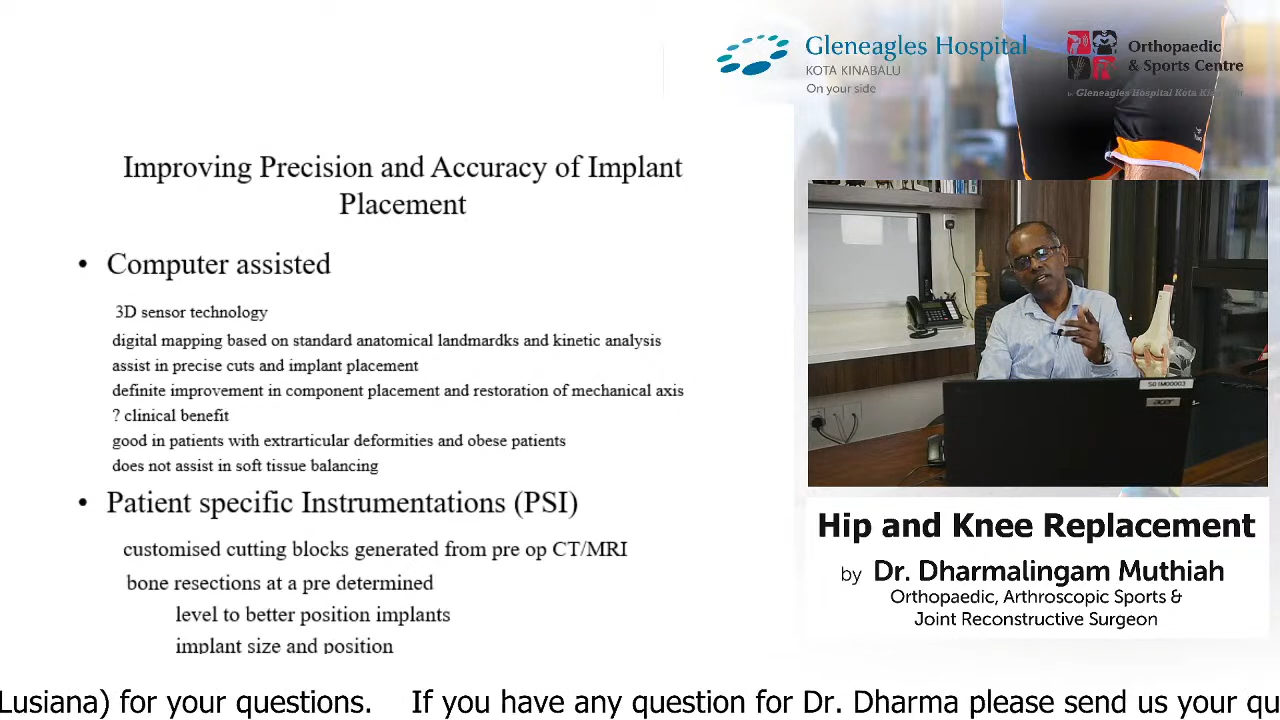 Gleneagles Hospital
KOTA KINABALU
On your side
Orthopaedic
& Sports Centre
Gleneagles Hospital Kota
Improving Precision and Accuracy of Implant
Placement
• Computer assisted
3D sensor technology
digital mapping based on standard anatomical landmardks and kinetic analysis
assist in precise cuts and implant placement
definite improvement in component placement and restoration of mechanical axis
? clinical benefit
good in patients with extrarticular deformities and obese patients
does not assist in soft tissue balancing
• Patient specific Instrumentations (PSI)
customised cutting blocks generated from pre op CT/MRI
bone resections at a pre determined
level to better position implants
implant size and position
S01M00003
acer
Hip and Knee Replacement
by Dr. Dharmalingam Muthiah
Orthopaedic, Arthroscopic Sports &
Joint Reconstructive Surgeon
Lusiana) for your questions. If you have any question for Dr. Dharma please send us your qu